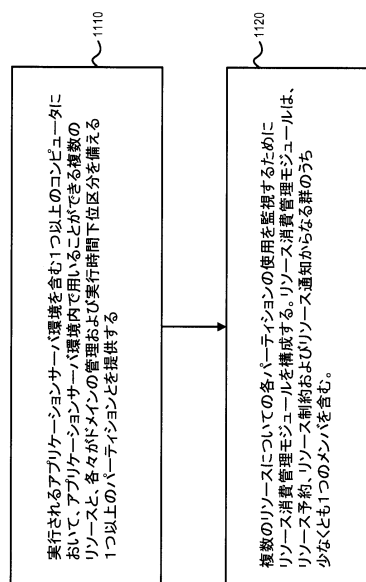 1110
実行されるアプリケーションサーバ環境を含む1つ以上のコンピュータに
おいて、アプリケーションサーバ環境内で用いることができる複数の
リソースと、各々がドメインの管理および実行時間下位区分を備える
1つ以上のパーティションとを提供する
1120
複数のリソースについての各パーティションの使用を監視するために
リソース消費管理モジュールを構成する。リソース消費管理モジュールは、
リソース予約、リソース制約およびリソース通知からなる群のうち
少なくとも1つのメンバを含む。